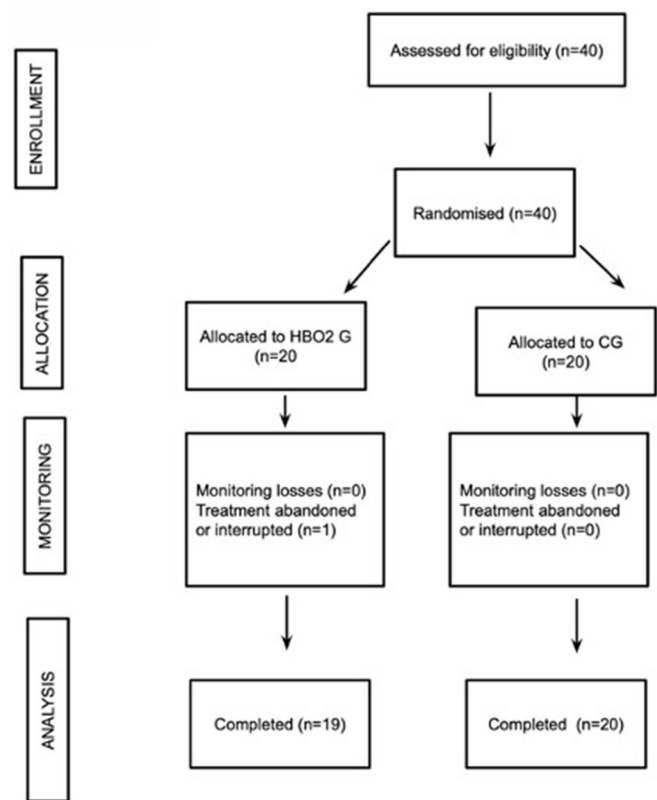 ENROLLMENT
Assessed for eligibility (n=40)
Randomised (n=40)
ALLOCATION
Allocated to HBO2 G
(n=20
Allocated to CG
(n=20)
MONITORING
Monitoring losses (n=0)
Treatment abandoned
or interrupted (n=1)
Monitoring losses (n=0)
Treatment abandoned
or interrupted (n=0)
ANALYSIS
Completed (n=19)
Completed (n=20)